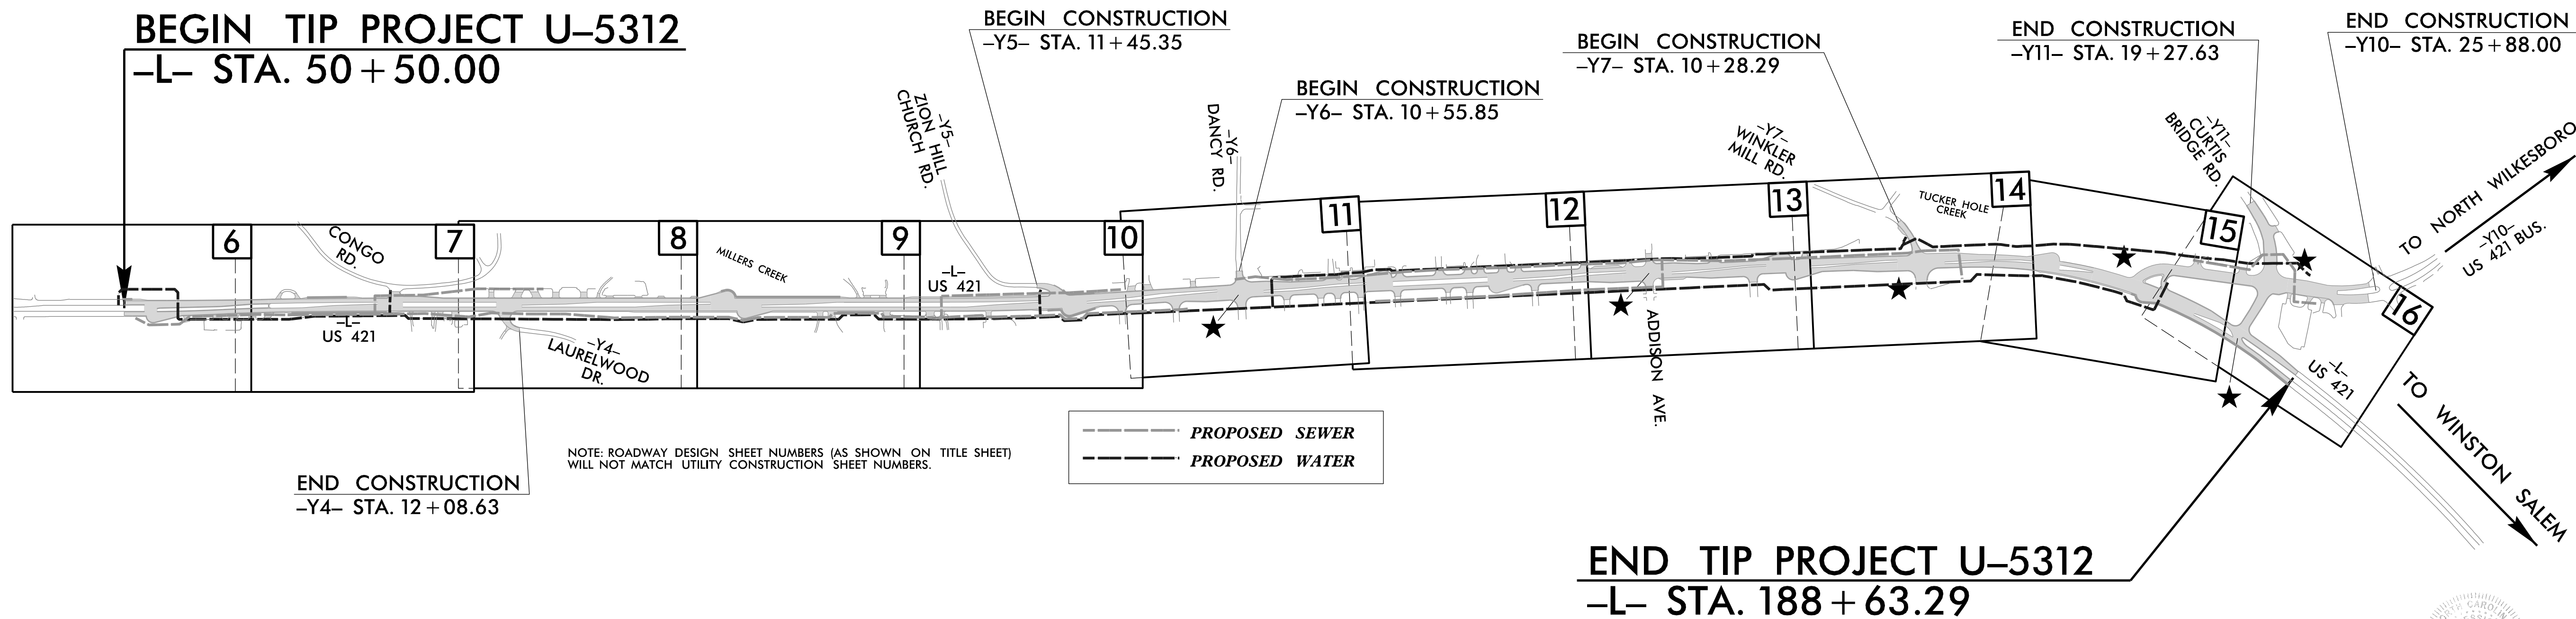 BEGIN TIP PROJECT U–5312
–L– STA. 50+50.00
BEGIN CONSTRUCTION
–Y5– STA. 11+45.35
BEGIN CONSTRUCTION
–Y6– STA. 10+55.85
BEGIN CONSTRUCTION
–Y7– STA. 10+28.29
END CONSTRUCTION
–Y11– STA. 19+27.63
END CONSTRUCTION
–Y10– STA. 25+88.00
–Y5–
ZION HILL
CHURCH RD.
–Y6–
DANCY RD.
–Y7–
WINKLER
MILL RD.
–Y11–
CURTIS
BRIDGE RD.
TO NORTH WILKESBORO
–Y10–
US 421 BUS.
6
CONGO
RD.
7
8
MILLERS CREEK
9
–L–
US 421
10
11
12
13
TUCKER HOLE
CREEK
14
15
16
–L–
US 421
–Y4–
LAURELWOOD
DR.
ADDISON AVE.
–L–
US 421
TO WINSTON SALEM
PROPOSED SEWER
PROPOSED WATER
NOTE: ROADWAY DESIGN SHEET NUMBERS (AS SHOWN ON TITLE SHEET)
WILL NOT MATCH UTILITY CONSTRUCTION SHEET NUMBERS.
END CONSTRUCTION
–Y4– STA. 12+08.63
END TIP PROJECT U–5312
–L– STA. 188+63.29